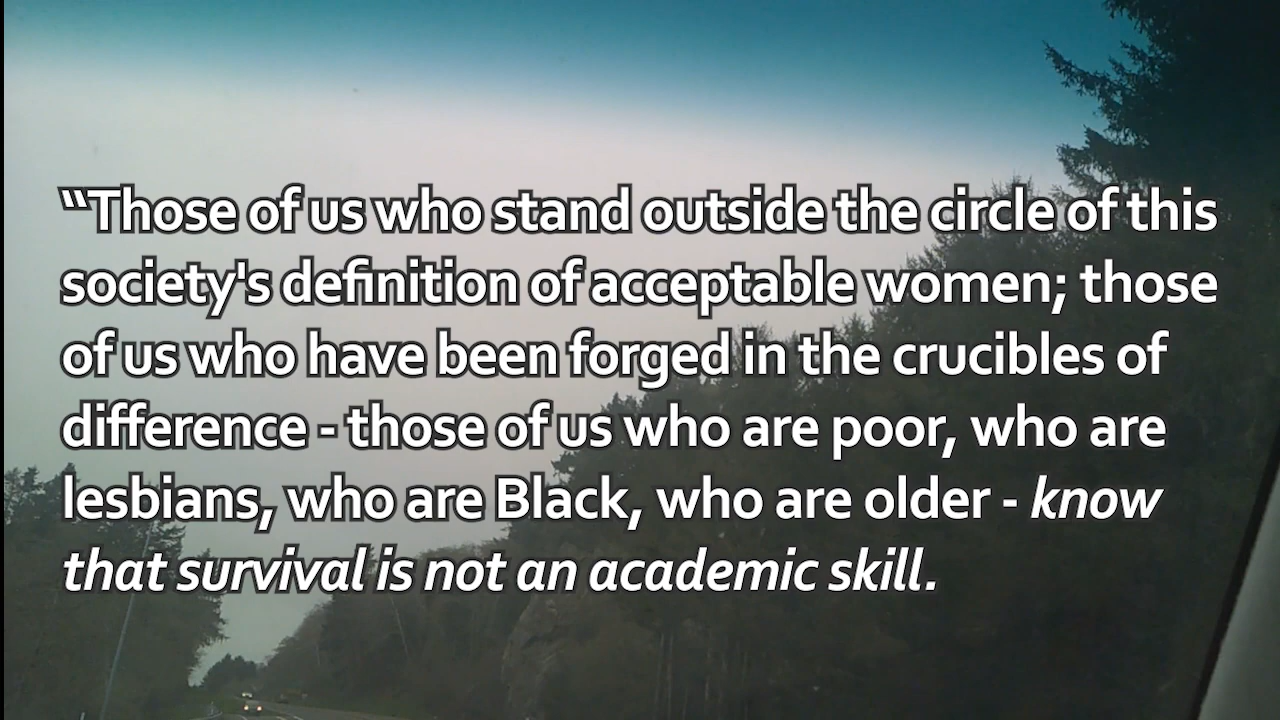 “Those of us who stand outside the circle of this
society's definition of acceptable women; those
of us who have been forged in the crucibles of
difference - those of us who are poor, who are
lesbians, who are Black, who are older - know
that survival is not an academic skill.